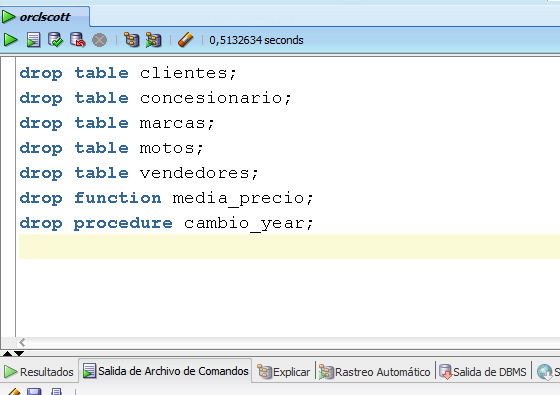 orclscott
0,5132634 seconds
drop table clientes;
drop table concesionario;
drop table marcas;
drop table motos;
drop table vendedores;
drop function media_precio;
drop procedure cambio_year;
Resultados Salida de Archivo de Comandos Explicar Rastreo Automático Salida de DBMS S